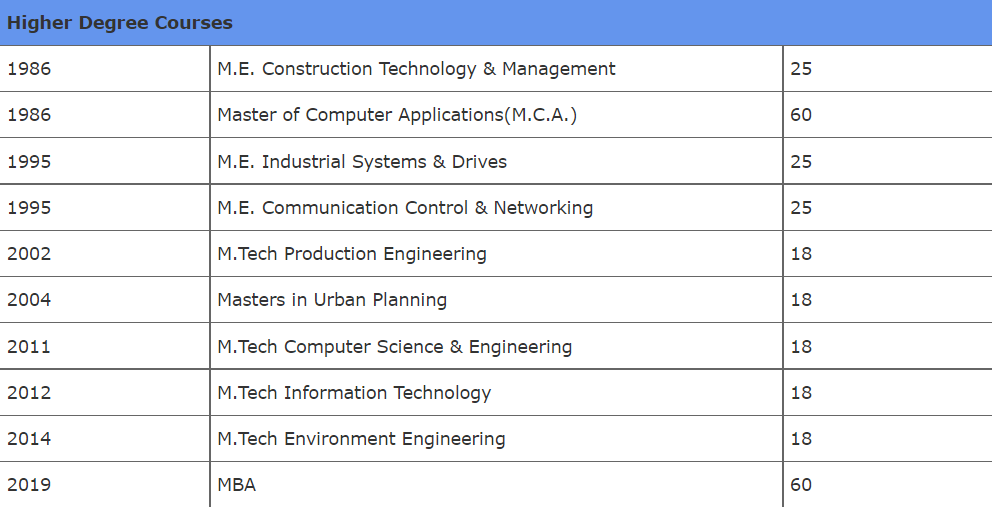 Higher Degree Courses
1986 M.E. Construction Technology & Management 25
1986 Master of Computer Applications(M.C.A.) 60
1995 M.E. Industrial Systems & Drives 25
1995 M.E. Communication Control & Networking 25
2002 M.Tech Production Engineering 18
2004 Masters in Urban Planning 18
2011 M.Tech Computer Science & Engineering 18
2012 M.Tech Information Technology 18
2014 M.Tech Environment Engineering 18
2019 MBA 60